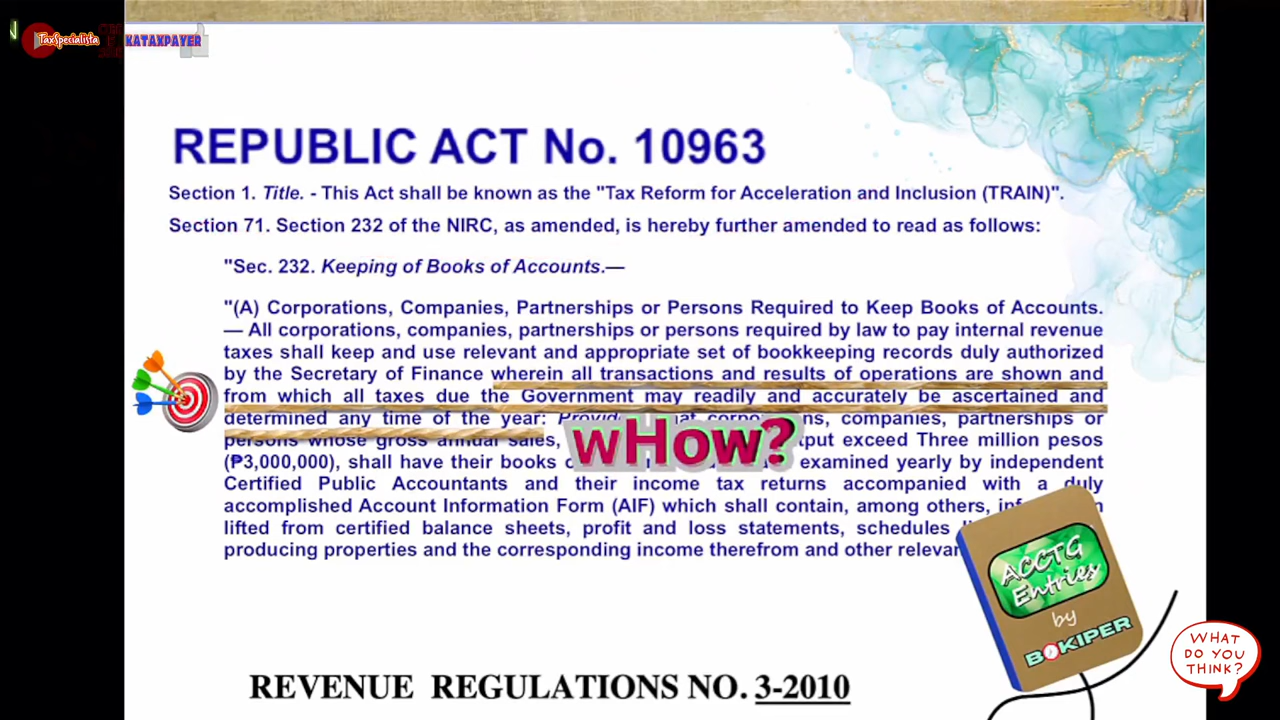 TaxSpecialista KATAXPAYER
REPUBLIC ACT No. 10963
Section 1. Title. - This Act shall be known as the "Tax Reform for Acceleration and Inclusion (TRAIN)".
Section 71. Section 232 of the NIRC, as amended, is hereby further amended to read as follows:
"Sec. 232. Keeping of Books of Accounts.—
"(A) Corporations, Companies, Partnerships or Persons Required to Keep Books of Accounts.
— All corporations, companies, partnerships or persons required by law to pay internal revenue
taxes shall keep and use relevant and appropriate set of bookkeeping records duly authorized
by the Secretary of Finance wherein all transactions and results of operations are shown and
from which all taxes due the Government may readily and accurately be ascertained and
determined any time of the year: companies, partnerships or
persons whose gross annual sales, exceed Three million pesos
wHow?
(₱3,000,000), shall have their books examined yearly by independent
Certified Public Accountants and their income tax returns accompanied with a duly
accomplished Account Information Form (AIF) which shall contain, among others,
lifted from certified balance sheets, profit and loss statements, schedules
producing properties and the corresponding income therefrom and other
ACCTG
Entries
by
BOKIPER
WHAT
DO YOU
THINK?
REVENUE REGULATIONS NO. 3-2010